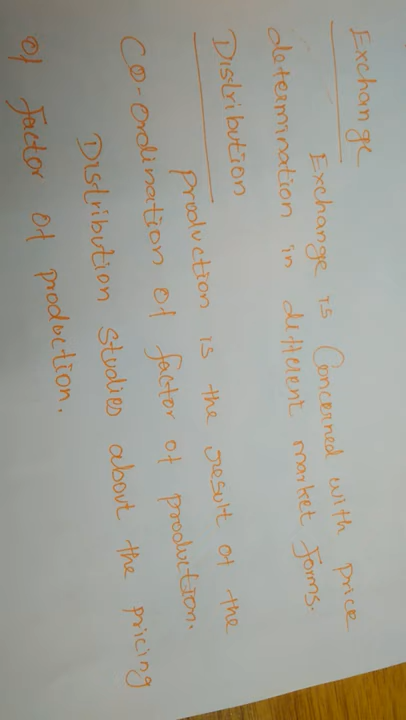 Exchange
Exchange is Concerned with price
determination in different market forms.
Distribution
Production is the result of the
Co-ordination of factor of production.
Distribution studies about the pricing
of factor of production.